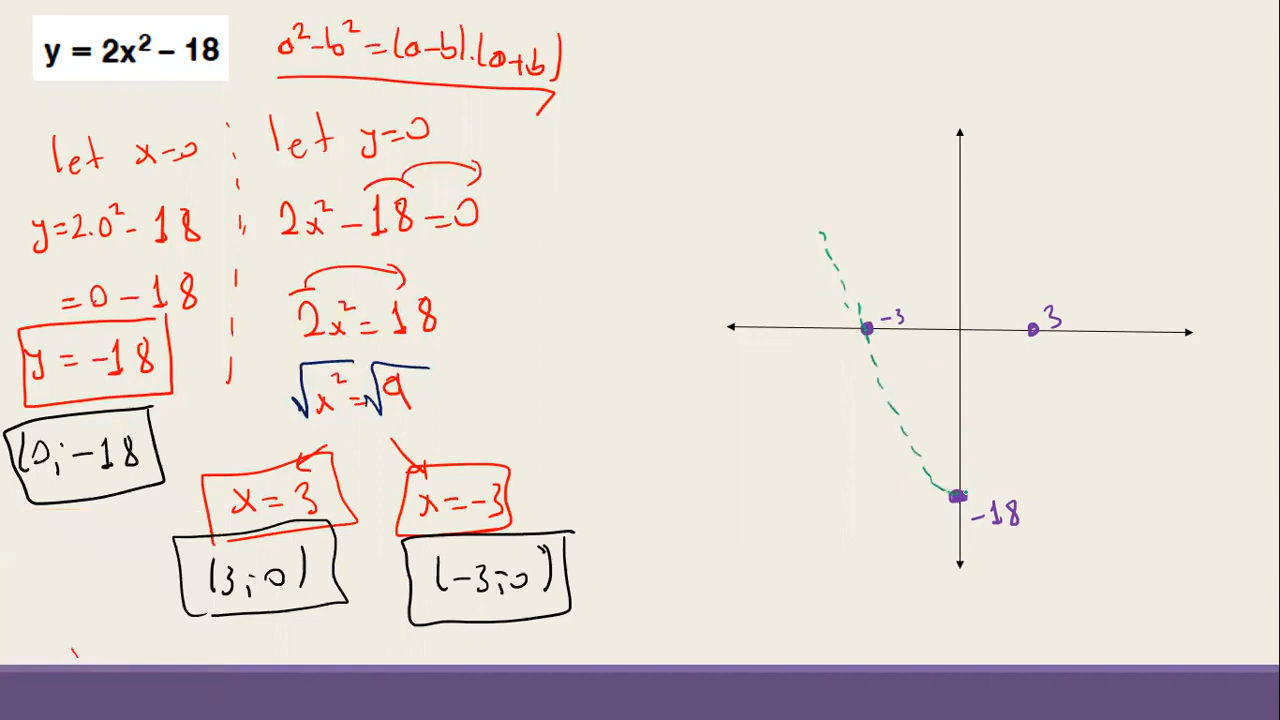 y = 2x² – 18
a²-b²=(a-b).(a+b)
let x=0
y=2.0²-18
=0-18
y=-18
(0;-18
let y=0
2x²-18=0
2x²=18
√x²=√9
x=3
x=-3
(3;0)
(-3;0)
-3
3
-18